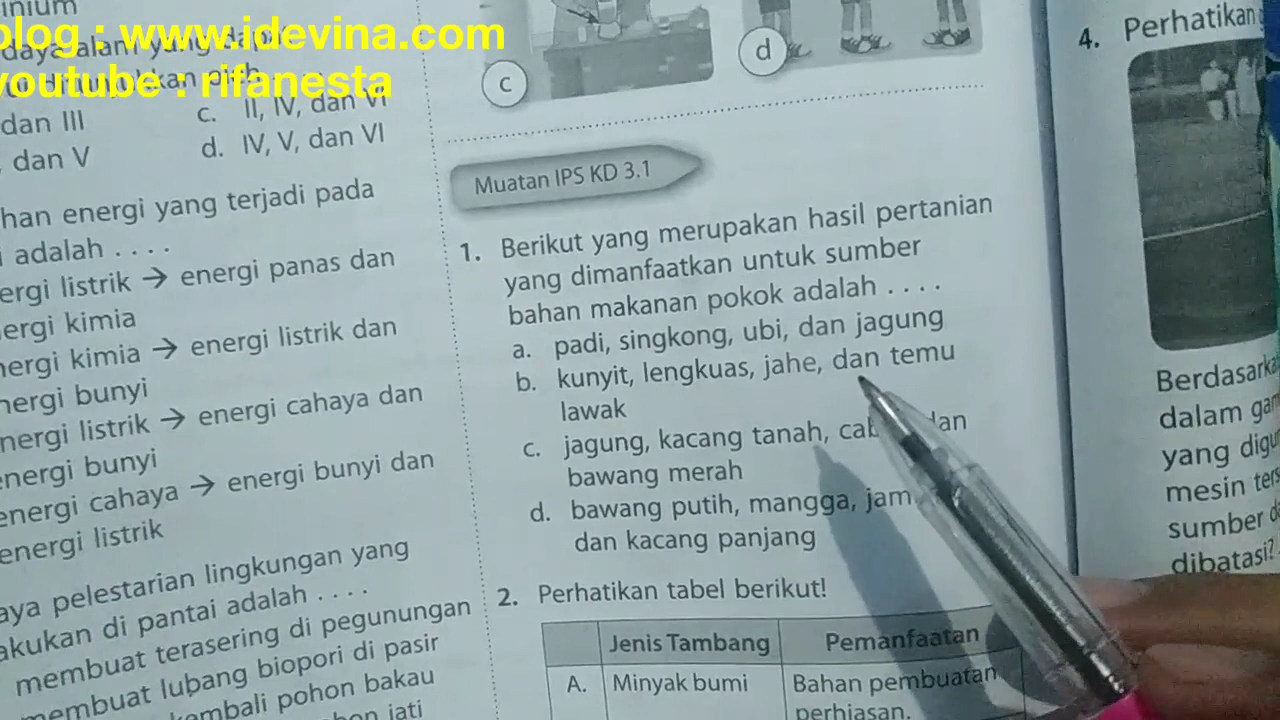 blog : www.idevina.com
youtube : rifanesta
inium
daya alam yang dapat
dan III
c. II, IV, dan VI
dan V
d. IV, V, dan VI
han energi yang terjadi pada
adalah . . . .
ergi listrik → energi panas dan
ergi kimia
nergi kimia → energi listrik dan
nergi bunyi
nergi listrik → energi cahaya dan
energi bunyi
energi cahaya → energi bunyi dan
energi listrik
aya pelestarian lingkungan yang
akukan di pantai adalah . . . .
membuat terasering di pegunungan
membuat lubang biopori di pasir
kembali pohon bakau
jati
c
d
Muatan IPS KD 3.1
1. Berikut yang merupakan hasil pertanian
yang dimanfaatkan untuk sumber
bahan makanan pokok adalah . . . .
a. padi, singkong, ubi, dan jagung
b. kunyit, lengkuas, jahe, dan temu
lawak
c. jagung, kacang tanah, cab dan
bawang merah
d. bawang putih, mangga, jam
dan kacang panjang
2. Perhatikan tabel berikut!
Jenis Tambang Pemanfaatan
A. Minyak bumi Bahan pembuatan
perhiasan.
4. Perhatikan
Berdasarka
dalam gam
yang digu
mesin ters
sumber d
dibatasi?